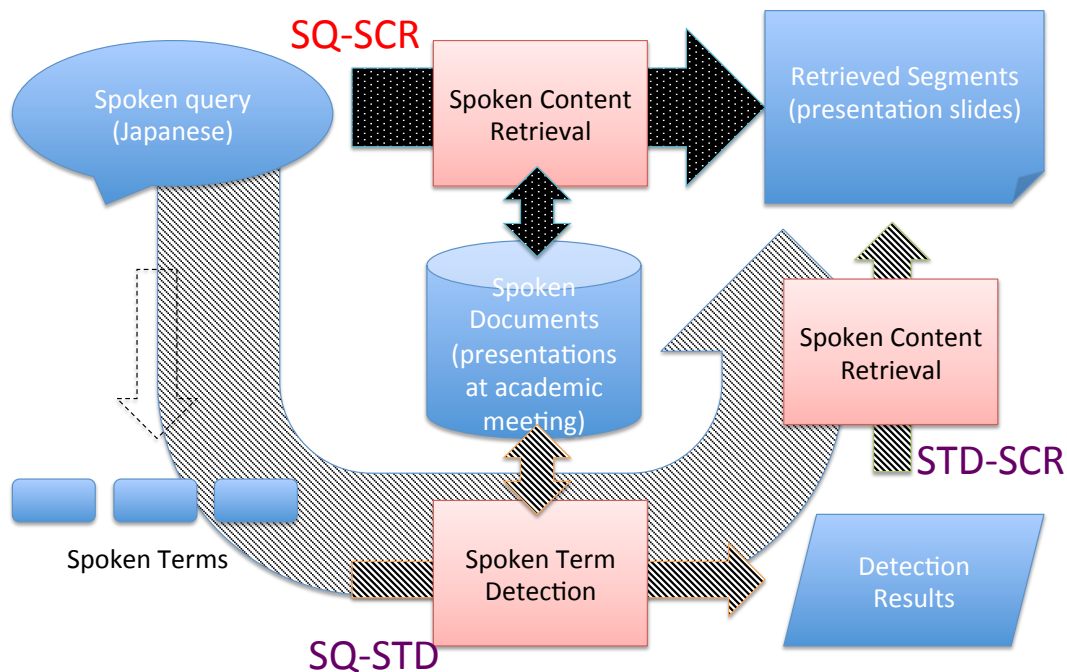 SQ-SCR
Spoken query
(Japanese)
Spoken Content
Retrieval
Retrieved Segments
(presentation slides)
Spoken
Documents
(presentations
at academic
meeting)
Spoken Content
Retrieval
STD-SCR
Spoken Terms
Spoken Term
Detection
Detection
Results
SQ-STD